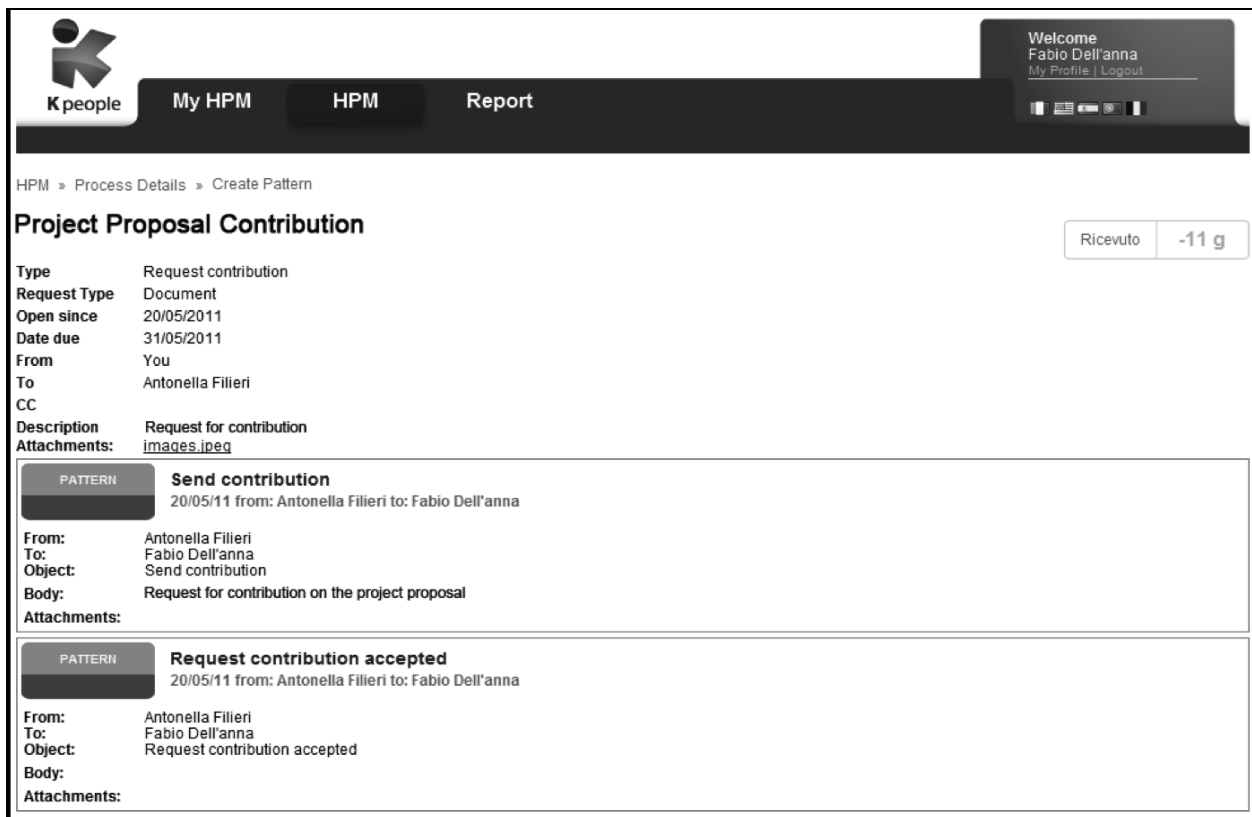 Welcome
Fabio Dell'anna
My Profile | Logout
K people
My HPM HPM Report
HPM » Process Details » Create Pattern
Project Proposal Contribution
Ricevuto -11 g
Type Request contribution
Request Type Document
Open since 20/05/2011
Date due 31/05/2011
From You
To Antonella Filieri
CC
Description Request for contribution
Attachments: images.jpeg
PATTERN Send contribution
20/05/11 from: Antonella Filieri to: Fabio Dell'anna
From: Antonella Filieri
To: Fabio Dell'anna
Object: Send contribution
Body: Request for contribution on the project proposal
Attachments:
PATTERN Request contribution accepted
20/05/11 from: Antonella Filieri to: Fabio Dell'anna
From: Antonella Filieri
To: Fabio Dell'anna
Object: Request contribution accepted
Body:
Attachments: